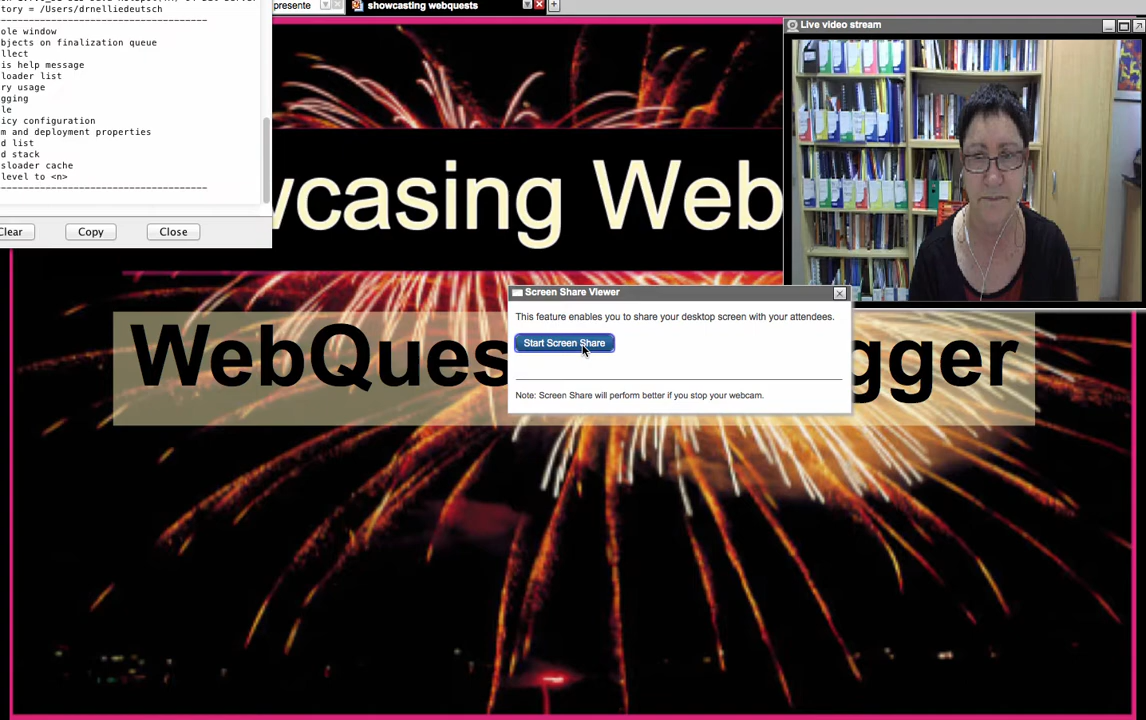 presente
showcasing webquests
tory = /Users/drnelliedeutsch
ole window
bjects on finalization queue
llect
is help message
loader list
ry usage
gging
le
icy configuration
m and deployment properties
d list
d stack
sloader cache
level to <n>
Clear
Copy
Close
Live video stream
wcasing Web
Screen Share Viewer
This feature enables you to share your desktop screen with your attendees.
Start Screen Share
Note: Screen Share will perform better if you stop your webcam.
WebQues
gger